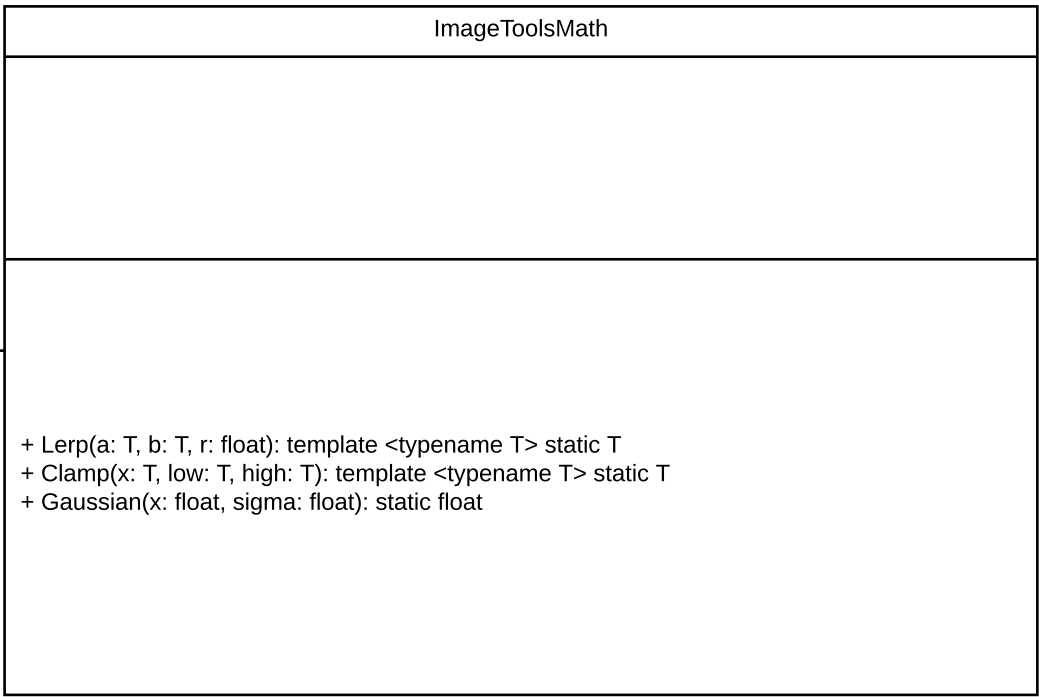 ImageToolsMath
+ Lerp(a: T, b: T, r: float): template <typename T> static T
+ Clamp(x: T, low: T, high: T): template <typename T> static T
+ Gaussian(x: float, sigma: float): static float